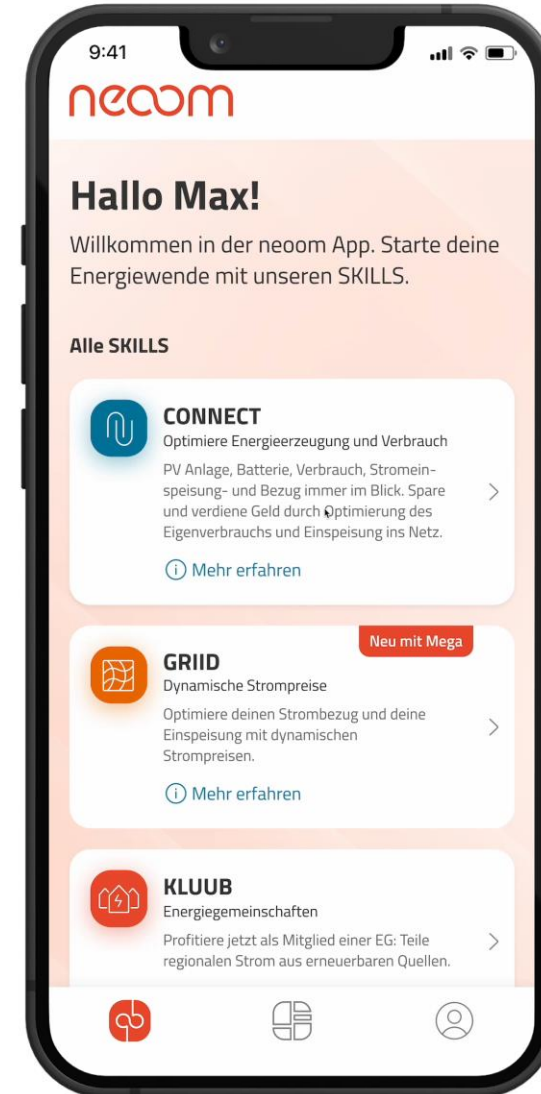 9:41
neoom
Hallo Max!
Willkommen in der neoom App. Starte deine
Energiewende mit unseren SKILLS.
Alle SKILLS
CONNECT
Optimiere Energieerzeugung und Verbrauch
PV Anlage, Batterie, Verbrauch, Stromein-
speisung- und Bezug immer im Blick. Spare
und verdiene Geld durch Optimierung des
Eigenverbrauchs und Einspeisung ins Netz.
Mehr erfahren
Neu mit Mega
GRIID
Dynamische Strompreise
Optimiere deinen Strombezug und deine
Einspeisung mit dynamischen
Strompreisen.
Mehr erfahren
KLUUB
Energiegemeinschaften
Profitiere jetzt als Mitglied einer EG: Teile
regionalen Strom aus erneuerbaren Quellen.